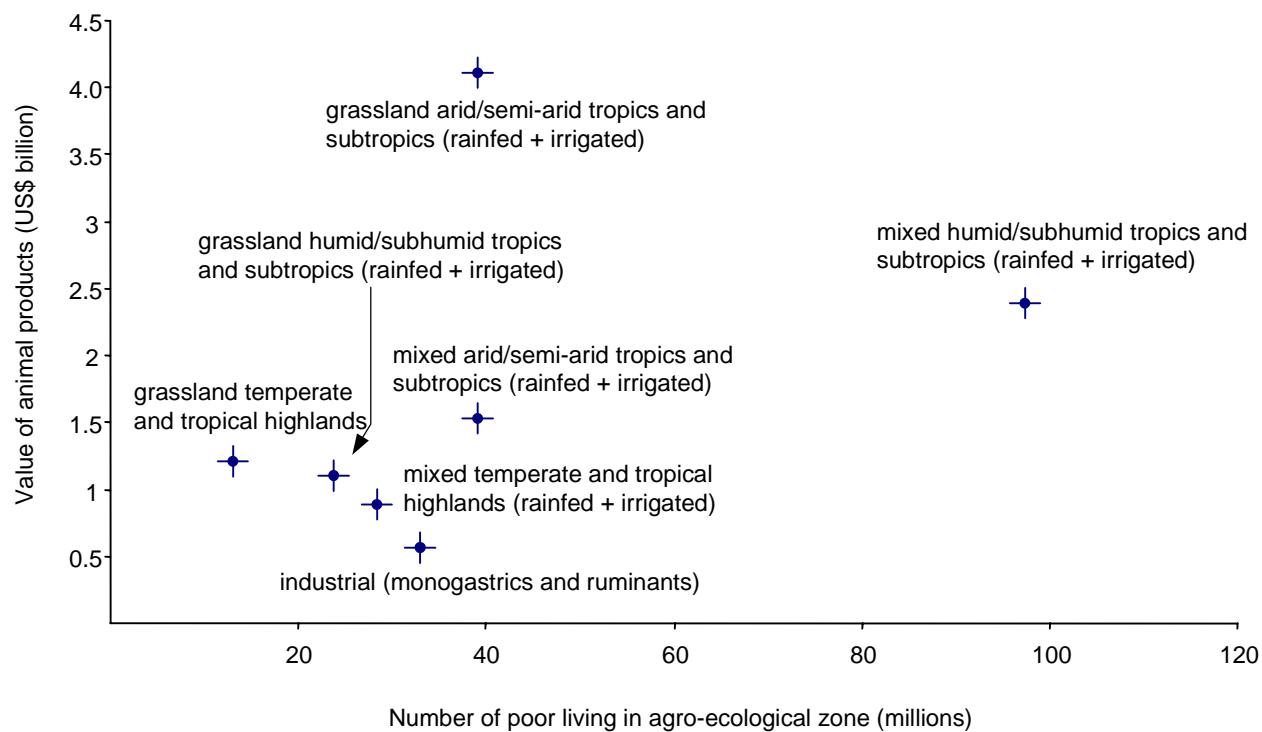 4.5
4.0
3.5
3
2.5
2
1.5
1
0.5
Value of animal products (US$ billion)
grassland arid/semi-arid tropics and
subtropics (rainfed + irrigated)
grassland humid/subhumid tropics
and subtropics (rainfed + irrigated)
mixed humid/subhumid tropics and
subtropics (rainfed + irrigated)
mixed arid/semi-arid tropics and
subtropics (rainfed + irrigated)
grassland temperate
and tropical highlands
mixed temperate and tropical
highlands (rainfed + irrigated)
industrial (monogastrics and ruminants)
20 40 60 80 100 120
Number of poor living in agro-ecological zone (millions)